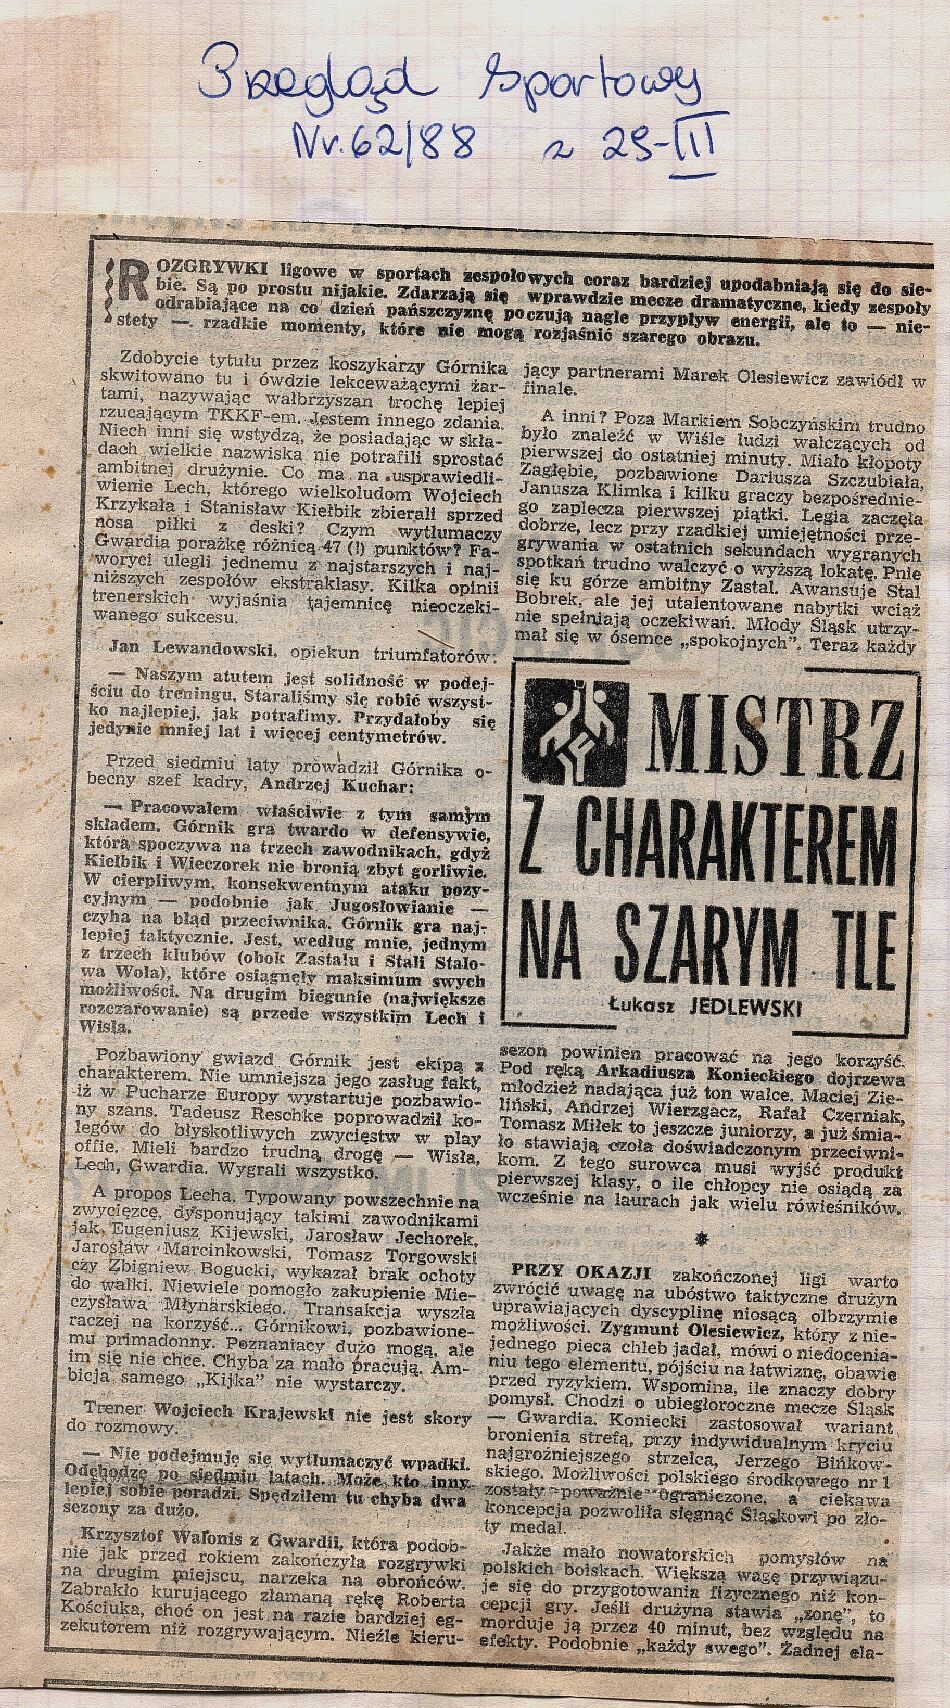 Przegląd Sportowy
Nr. 62/88 z 29-III
ROZGRYWKI ligowe w sportach zespołowych coraz bardziej upodabniają się do sie-
bie. Są po prostu nijakie. Zdarzają się wprawdzie mecze dramatyczne, kiedy zespoły
odrabiające na co dzień pańszczyznę poczują nagle przypływ energii, ale to — nie-
stety — rzadkie momenty, które nie mogą rozjaśnić szarego obrazu.
Zdobycie tytułu przez koszykarzy Górnika
skwitowano tu i ówdzie lekceważącymi żar-
tami, nazywając wałbrzyszan trochę lepiej
rzucającym TKKF-em. Jestem innego zdania.
Niech inni się wstydzą, że posiadając w skła-
dach wielkie nazwiska nie potrafili sprostać
ambitnej drużynie. Co ma na usprawiedli-
wienie Lech, którego wielkoludom Wojciech
Krzykała i Stanisław Kiełbik zbierali sprzed
nosa piłki z deski? Czym wytłumaczy
Gwardia porażkę różnicą 47 (!) punktów? Fa-
woryci ulegli jednemu z najstarszych i naj-
niższych zespołów ekstraklasy. Kilka opinii
trenerskich wyjaśnia tajemnicę nieoczeki-
wanego sukcesu.
Jan Lewandowski, opiekun triumfatorów:
— Naszym atutem jest solidność w podej-
ściu do treningu. Staraliśmy się robić wszyst-
ko najlepiej, jak potrafimy. Przydałoby się
jedynie mniej lat i więcej centymetrów.
Przed siedmiu laty prowadził Górnika o-
becny szef kadry, Andrzej Kuchar:
— Pracowałem właściwie z tym samym
składem. Górnik gra twardo w defensywie,
która spoczywa na trzech zawodnikach, gdyż
Kiełbik i Wieczorek nie bronią zbyt gorliwie.
W cierpliwym, konsekwentnym ataku pozy-
cyjnym — podobnie jak Jugosłowianie —
czyha na błąd przeciwnika. Górnik gra naj-
lepiej taktycznie. Jest, według mnie, jednym
z trzech klubów (obok Zastalu i Stali Stalo-
wa Wola), które osiągnęły maksimum swych
możliwości. Na drugim biegunie (największe
rozczarowanie) są przede wszystkim Lech i
Wisła.
Pozbawiony gwiazd Górnik jest ekipą z
charakterem. Nie umniejsza jego zasług fakt,
iż w Pucharze Europy wystartuje pozbawio-
ny szans. Tadeusz Reschke poprowadził ko-
legów do błyskotliwych zwycięstw w play
offie. Mieli bardzo trudną drogę — Wisła,
Lech, Gwardia. Wygrali wszystko.
A propos Lecha. Typowany powszechnie na
zwycięzcę, dysponujący takimi zawodnikami
jak Eugeniusz Kijewski, Jarosław Jechorek,
Jarosław Marcinkowski, Tomasz Torgowski
czy Zbigniew Bogucki, wykazał brak ochoty
do walki. Niewiele pomogło zakupienie Mie-
czysława Młynarskiego. Transakcja wyszła
raczej na korzyść... Górnikowi, pozbawione-
mu primadonny. Poznaniacy dużo mogą, ale
im się nie chce. Chyba za mało pracują. Am-
bicja samego „Kijka” nie wystarczy.
Trener Wojciech Krajewski nie jest skory
do rozmowy.
— Nie podejmuję się wytłumaczyć wpadki.
Odchodzę po siedmiu latach. Może kto inny
lepiej sobie poradzi. Spędziłem tu chyba dwa
sezony za dużo.
Krzysztof Walonis z Gwardii, która podob-
nie jak przed rokiem zakończyła rozgrywki
na drugim miejscu, narzeka na obrońców.
Zabrakło kurującego złamaną rękę Roberta
Kościuka, choć on jest na razie bardziej eg-
zekutorem niż rozgrywającym. Nieźle kieru-
jący partnerami Marek Olesiewicz zawiódł w
finale.
A inni? Poza Markiem Sobczyńskim trudno
było znaleźć w Wiśle ludzi walczących od
pierwszej do ostatniej minuty. Miało kłopoty
Zagłębie, pozbawione Dariusza Szczubiała,
Janusza Klimka i kilku graczy bezpośrednie-
go zaplecza pierwszej piątki. Legia zaczęła
dobrze, lecz przy rzadkiej umiejętności prze-
grywania w ostatnich sekundach wygranych
spotkań trudno walczyć o wyższą lokatę. Pnie
się ku górze ambitny Zastal. Awansuje Stal
Bobrek, ale jej utalentowane nabytki wciąż
nie spełniają oczekiwań. Młody Śląsk utrzy-
mał się w ósemce „spokojnych”. Teraz każdy
MISTRZ
Z CHARAKTEREM
NA SZARYM TLE
Łukasz JEDLEWSKI
sezon powinien pracować na jego korzyść.
Pod ręką Arkadiusza Konieckiego dojrzewa
młodzież nadająca już ton walce. Maciej Zie-
liński, Andrzej Wierzgacz, Rafał Czerniak,
Tomasz Miłek to jeszcze juniorzy, a już śmia-
ło stawiają czoła doświadczonym przeciwni-
kom. Z tego surowca musi wyjść produkt
pierwszej klasy, o ile chłopcy nie osiądą za
wcześnie na laurach jak wielu rówieśników.
*
PRZY OKAZJI zakończonej ligi warto
zwrócić uwagę na ubóstwo taktyczne drużyn
uprawiających dyscyplinę niosącą olbrzymie
możliwości. Zygmunt Olesiewicz, który z nie-
jednego pieca chleb jadał, mówi o niedocenia-
niu tego elementu, pójściu na łatwiznę, obawie
przed ryzykiem. Wspomina, ile znaczy dobry
pomysł. Chodzi o ubiegłoroczne mecze Śląsk
— Gwardia. Koniecki zastosował wariant
bronienia strefą, przy indywidualnym kryciu
najgroźniejszego strzelca, Jerzego Bińkow-
skiego. Możliwości polskiego środkowego nr 1
zostały poważnie ograniczone, a ciekawa
koncepcja pozwoliła sięgnąć Śląskowi po zło-
ty medal.
Jakże mało nowatorskich pomysłów na
polskich boiskach. Większą wagę przywiązu-
je się do przygotowania fizycznego niż kon-
cepcji gry. Jeśli drużyna stawia „zonę”, to
morduje ją przez 40 minut, bez względu na
efekty. Podobnie „każdy swego”. Żadnej ela-